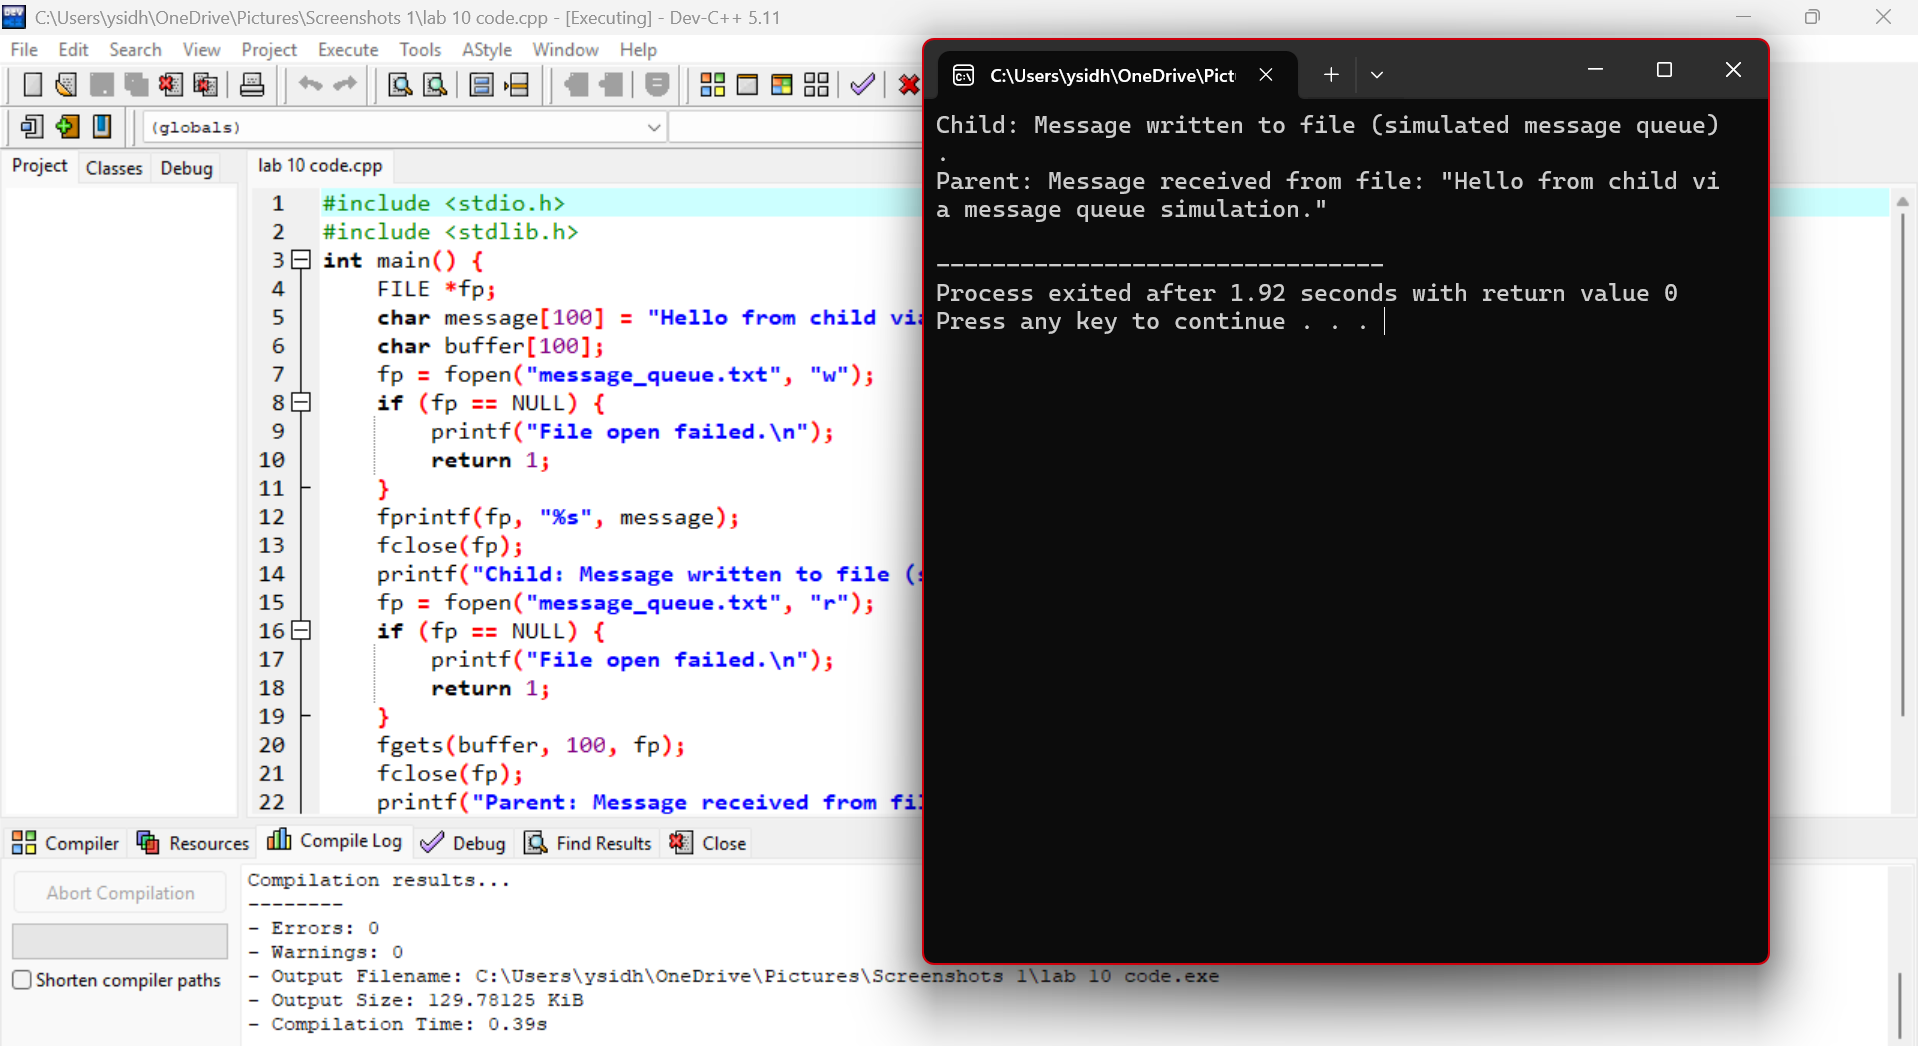 C:\Users\ysidh\OneDrive\Pictures\Screenshots 1\lab 10 code.cpp - [Executing] - Dev-C++ 5.11
File Edit Search View Project Execute Tools AStyle Window Help
(globals)
Project Classes Debug
lab 10 code.cpp
1 #include <stdio.h>
2 #include <stdlib.h>
3 int main() {
4 FILE *fp;
5 char message[100] = "Hello from child via
6 char buffer[100];
7 fp = fopen("message_queue.txt", "w");
8 if (fp == NULL) {
9 printf("File open failed.\n");
10 return 1;
11 }
12 fprintf(fp, "%s", message);
13 fclose(fp);
14 printf("Child: Message written to file (
15 fp = fopen("message_queue.txt", "r");
16 if (fp == NULL) {
17 printf("File open failed.\n");
18 return 1;
19 }
20 fgets(buffer, 100, fp);
21 fclose(fp);
22 printf("Parent: Message received from fi
C:\Users\ysidh\OneDrive\Pict
Child: Message written to file (simulated message queue)
.
Parent: Message received from file: "Hello from child vi
a message queue simulation."
--------------------------------
Process exited after 1.92 seconds with return value 0
Press any key to continue . . .
Compiler Resources Compile Log Debug Find Results Close
Abort Compilation
Shorten compiler paths
Compilation results...
--------
- Errors: 0
- Warnings: 0
- Output Filename: C:\Users\ysidh\OneDrive\Pictures\Screenshots 1\lab 10 code.exe
- Output Size: 129.78125 KiB
- Compilation Time: 0.39s